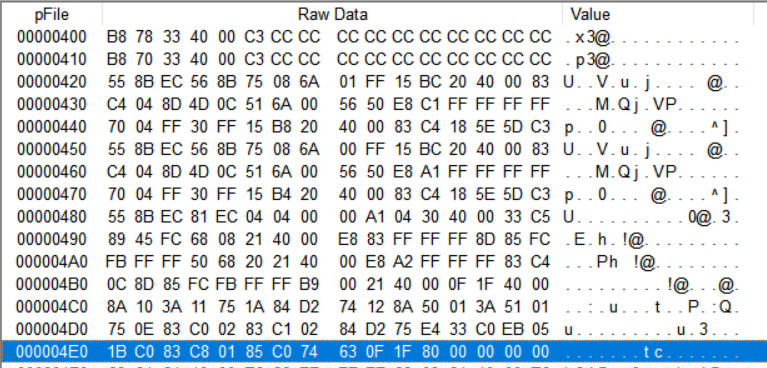 pFile Raw Data Value
00000400 B8 78 33 40 00 C3 CC CC CC CC CC CC CC CC CC CC . x3@. . . . . . . . . . . .
00000410 B8 70 33 40 00 C3 CC CC CC CC CC CC CC CC CC CC . p3@. . . . . . . . . . . .
00000420 55 8B EC 56 8B 75 08 6A 01 FF 15 BC 20 40 00 83 U. . V. u. j . . . . @. .
00000430 C4 04 8D 4D 0C 51 6A 00 56 50 E8 C1 FF FF FF FF . . . M. Qj . VP. . . . . .
00000440 70 04 FF 30 FF 15 B8 20 40 00 83 C4 18 5E 5D C3 p. . 0. . . @. . . . ^] .
00000450 55 8B EC 56 8B 75 08 6A 00 FF 15 BC 20 40 00 83 U. . V. u. j . . . . @. .
00000460 C4 04 8D 4D 0C 51 6A 00 56 50 E8 A1 FF FF FF FF . . . M. Qj . VP. . . . . .
00000470 70 04 FF 30 FF 15 B4 20 40 00 83 C4 18 5E 5D C3 p. . 0. . . @. . . . ^] .
00000480 55 8B EC 81 EC 04 04 00 00 A1 04 30 40 00 33 C5 U. . . . . . . . . . 0@. 3.
00000490 89 45 FC 68 08 21 40 00 E8 83 FF FF FF 8D 85 FC . E. h. !@. . . . . . . . .
000004A0 FB FF FF 50 68 20 21 40 00 E8 A2 FF FF FF 83 C4 . . . Ph !@. . . . . . . .
000004B0 0C 8D 85 FC FB FF FF B9 00 21 40 00 0F 1F 40 00 . . . . . . . . . !@. . . @.
000004C0 8A 10 3A 11 75 1A 84 D2 74 12 8A 50 01 3A 51 01 . . : . u. . . t . . P. : Q.
000004D0 75 0E 83 C0 02 83 C1 02 84 D2 75 E4 33 C0 EB 05 u. . . . . . . . . u. 3. . .
000004E0 1B C0 83 C8 01 85 C0 74 63 0F 1F 80 00 00 00 00 . . . . . . . t c. . . . . . .